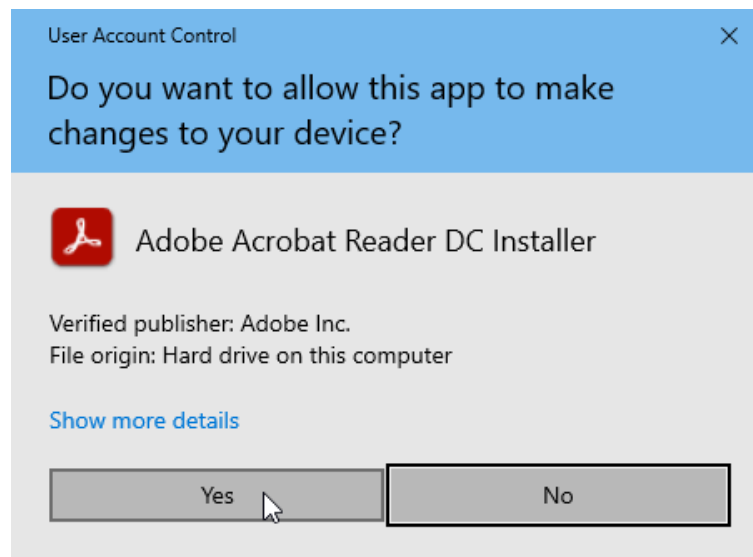 User Account Control
Do you want to allow this app to make
changes to your device?
Adobe Acrobat Reader DC Installer
Verified publisher: Adobe Inc.
File origin: Hard drive on this computer
Show more details
Yes
No